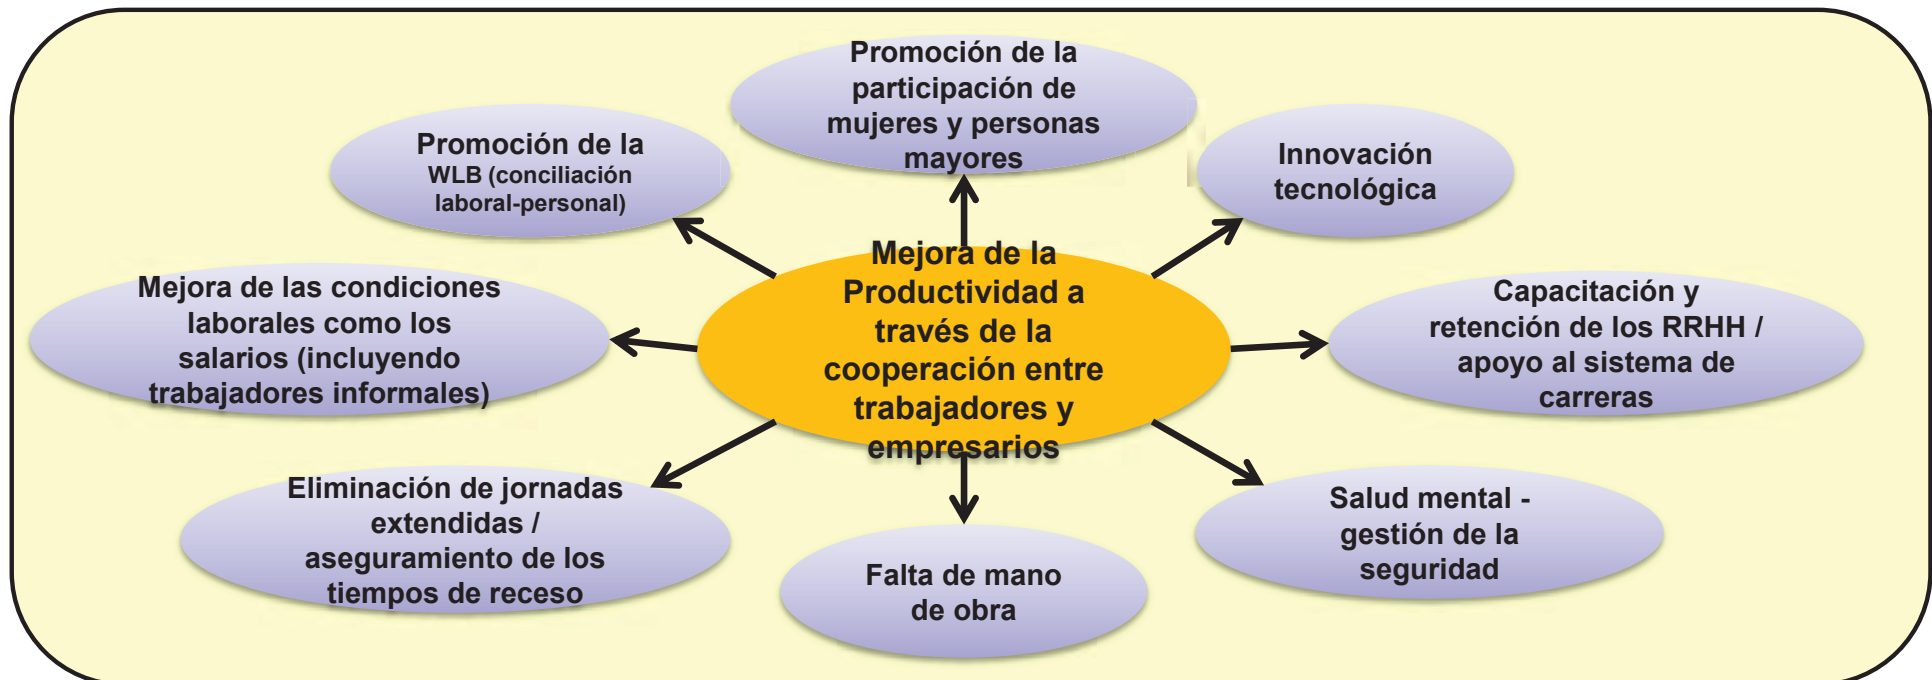 Promoción de la
participación de
mujeres y personas
mayores
Promoción de la
WLB (conciliación
laboral-personal)
Innovación
tecnológica
Mejora de las condiciones
laborales como los
salarios (incluyendo
trabajadores informales)
Mejora de la
Productividad a
través de la
cooperación entre
trabajadores y
empresarios
Capacitación y
retención de los RRHH /
apoyo al sistema de
carreras
Eliminación de jornadas
extendidas /
aseguramiento de los
tiempos de receso
Falta de mano
de obra
Salud mental -
gestión de la
seguridad